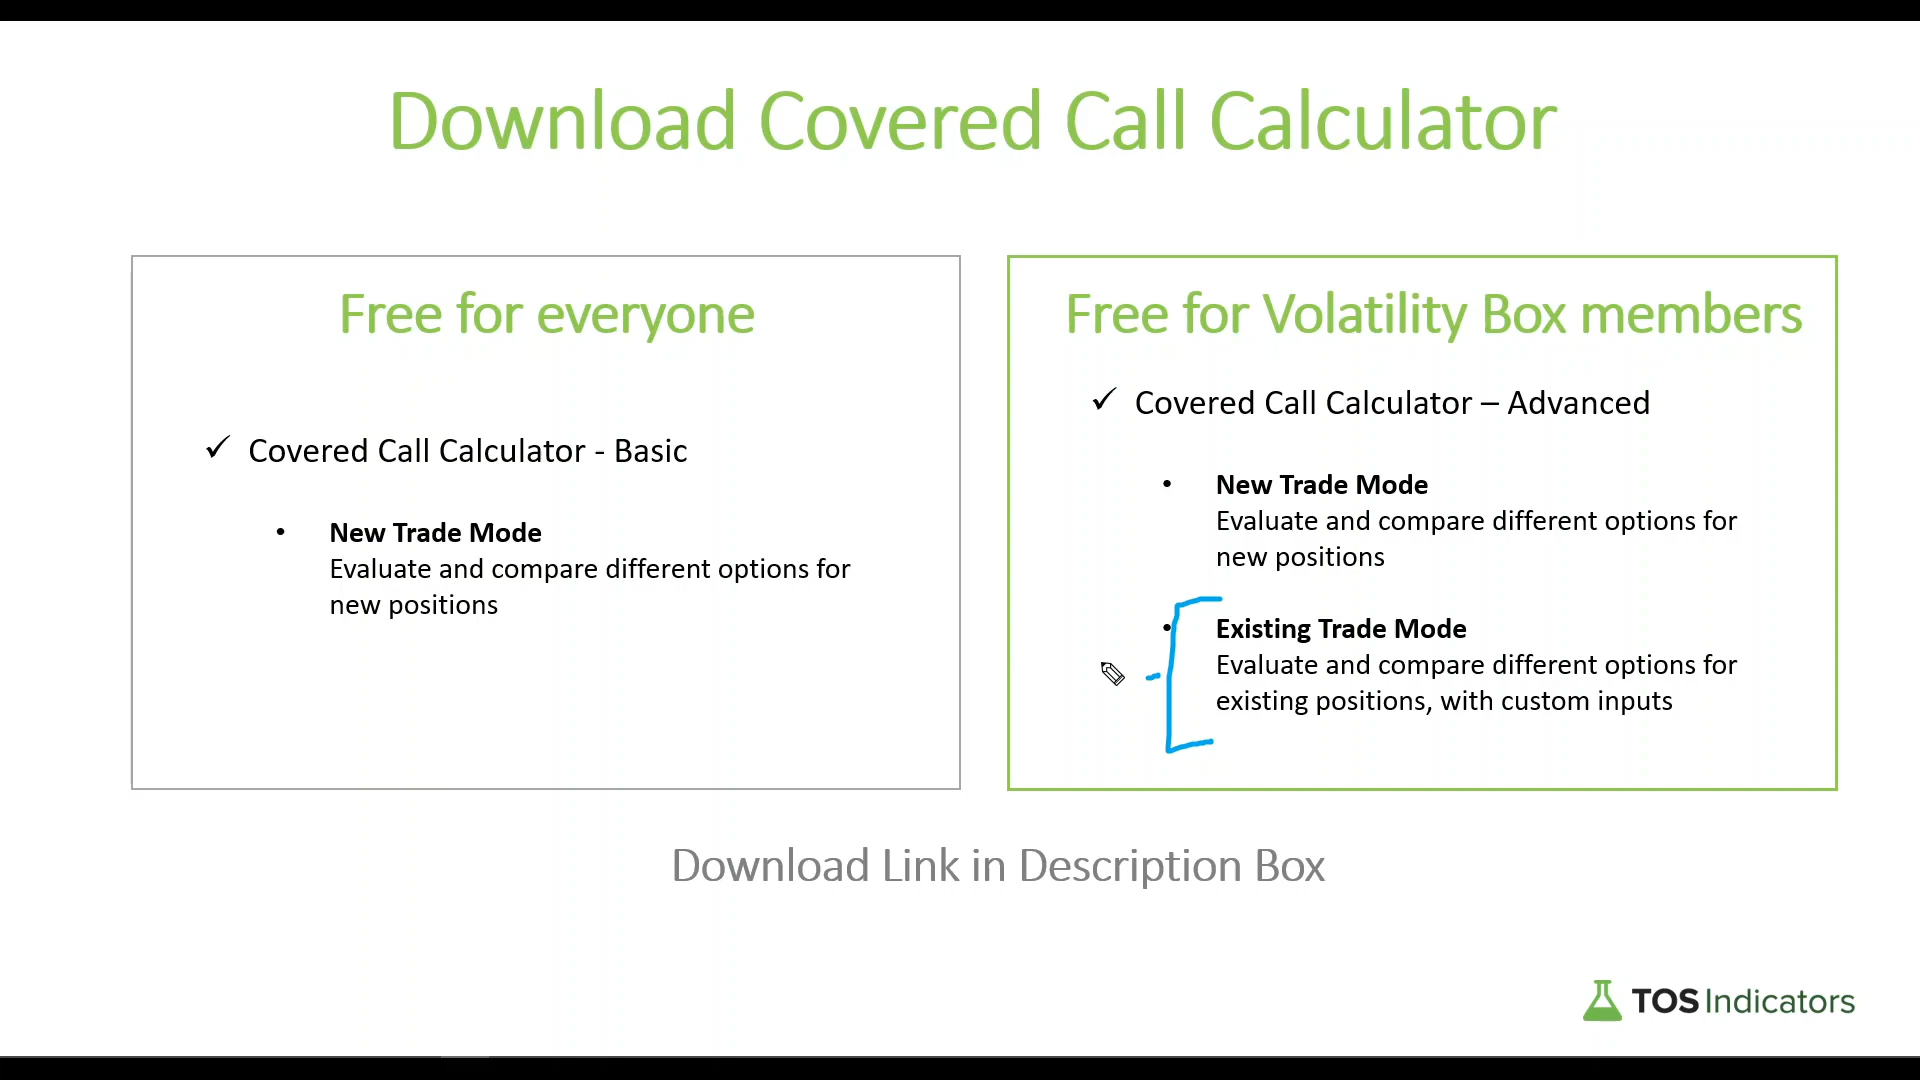 Download Covered Call Calculator
Free for everyone
✓ Covered Call Calculator - Basic
• New Trade Mode
Evaluate and compare different options for
new positions
Free for Volatility Box members
✓ Covered Call Calculator – Advanced
• New Trade Mode
Evaluate and compare different options for
new positions
• Existing Trade Mode
Evaluate and compare different options for
existing positions, with custom inputs
Download Link in Description Box
TOS Indicators